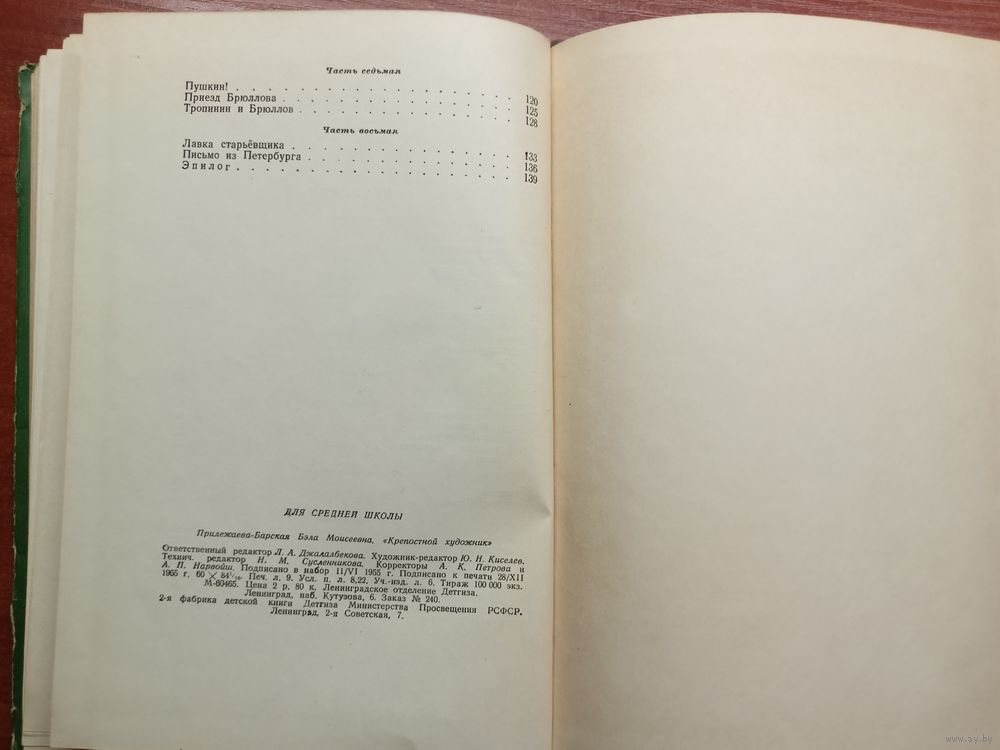 Часть седьмая
Пушкин! . . . . . . . . . . . . . . . . . . 120
Приезд Брюллова . . . . . . . . . . . . . . 125
Тропинин и Брюллов . . . . . . . . . . . . . 128
Часть восьмая
Лавка старьёвщика . . . . . . . . . . . . . 133
Письмо из Петербурга . . . . . . . . . . . . 136
Эпилог . . . . . . . . . . . . . . . . . . 139
ДЛЯ СРЕДНЕЙ ШКОЛЫ
Прилежаева-Барская Бэла Моисеевна, «Крепостной художник»
Ответственный редактор Л. А. Джалалбекова. Художник-редактор Ю. Н. Киселев.
Технич. редактор Н. М. Сусленникова. Корректоры А. К. Петрова и
А. П. Нарвойш. Подписано в набор 11/VI 1955 г. Подписано к печати 28/XII
1955 г. 60 × 84¹/₁₆. Печ. л. 9. Усл. п. л. 8,22. Уч.-изд. л. 6. Тираж 100 000 экз.
М-60465. Цена 2 р. 80 к. Ленинградское отделение Детгиза.
Ленинград, наб. Кутузова, 6. Заказ № 240.
2-я фабрика детской книги Детгиза Министерства Просвещения РСФСР.
Ленинград, 2-я Советская, 7.
www.ay.by